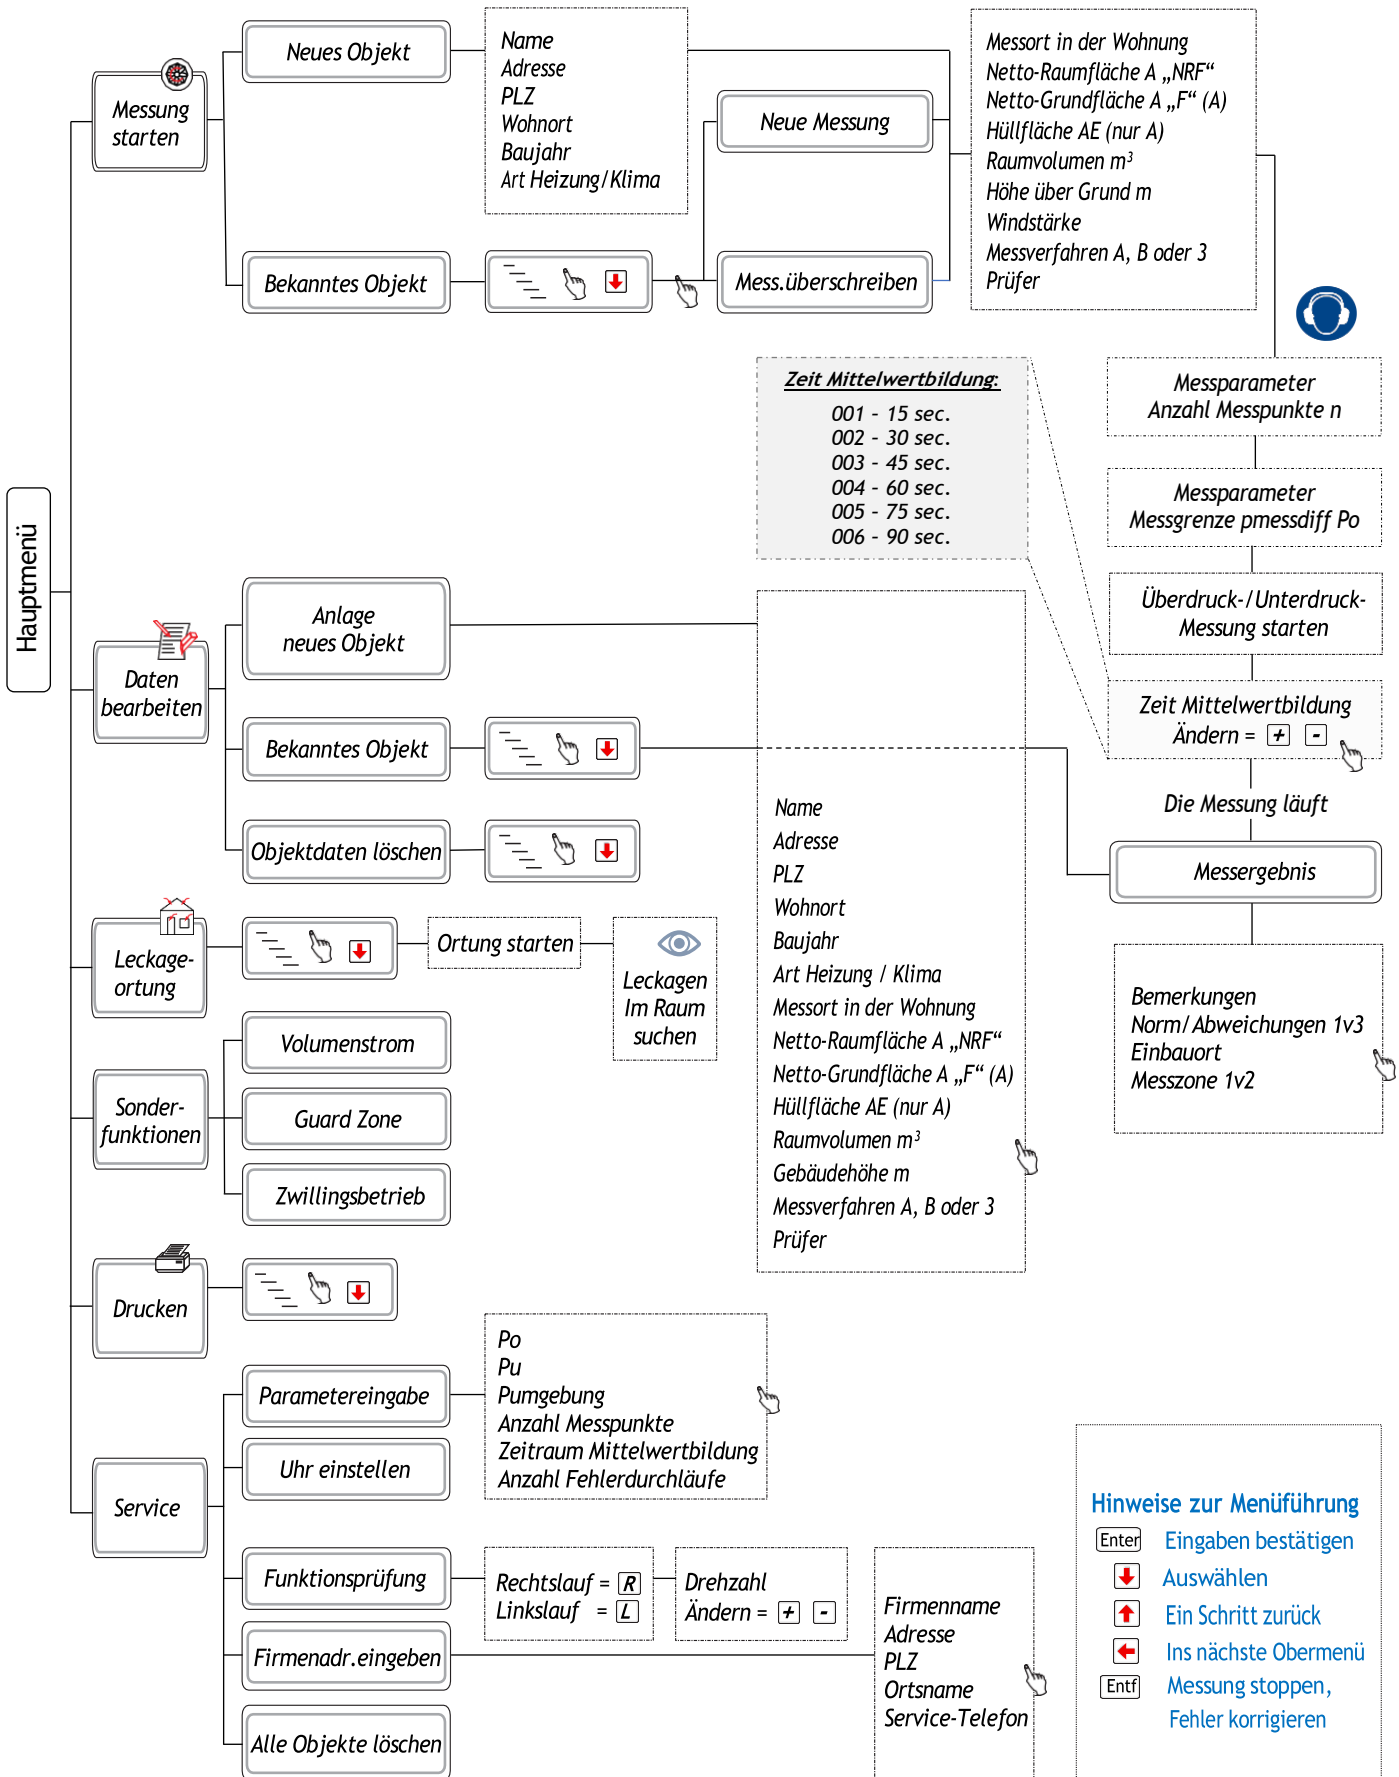 Hauptmenü
Messung
starten
Neues Objekt
Name
Adresse
PLZ
Wohnort
Baujahr
Art Heizung/Klima
Bekanntes Objekt
Neue Messung
Mess.überschreiben
Messort in der Wohnung
Netto-Raumfläche A „NRF“
Netto-Grundfläche A „F“ (A)
Hüllfläche AE (nur A)
Raumvolumen m³
Höhe über Grund m
Windstärke
Messverfahren A, B oder 3
Prüfer
Messparameter
Anzahl Messpunkte n
Messparameter
Messgrenze pmessdiff Po
Überdruck-/Unterdruck-
Messung starten
Zeit Mittelwertbildung
Ändern = + -
Zeit Mittelwertbildung:
001 - 15 sec.
002 - 30 sec.
003 - 45 sec.
004 - 60 sec.
005 - 75 sec.
006 - 90 sec.
Die Messung läuft
Messergebnis
Bemerkungen
Norm/Abweichungen 1v3
Einbauort
Messzone 1v2
Daten
bearbeiten
Anlage
neues Objekt
Bekanntes Objekt
Objektdaten löschen
Name
Adresse
PLZ
Wohnort
Baujahr
Art Heizung / Klima
Messort in der Wohnung
Netto-Raumfläche A „NRF“
Netto-Grundfläche A „F“ (A)
Hüllfläche AE (nur A)
Raumvolumen m³
Gebäudehöhe m
Messverfahren A, B oder 3
Prüfer
Leckage-
ortung
Ortung starten
Leckagen
Im Raum
suchen
Sonder-
funktionen
Volumenstrom
Guard Zone
Zwillingsbetrieb
Drucken
Service
Parametereingabe
Po
Pu
Pumgebung
Anzahl Messpunkte
Zeitraum Mittelwertbildung
Anzahl Fehlerdurchläufe
Uhr einstellen
Funktionsprüfung
Rechtslauf = R
Linkslauf = L
Drehzahl
Ändern = + -
Firmenadr.eingeben
Firmenname
Adresse
PLZ
Ortsname
Service-Telefon
Alle Objekte löschen
Hinweise zur Menüführung
Enter Eingaben bestätigen
Auswählen
Ein Schritt zurück
Ins nächste Obermenü
Entf Messung stoppen,
Fehler korrigieren